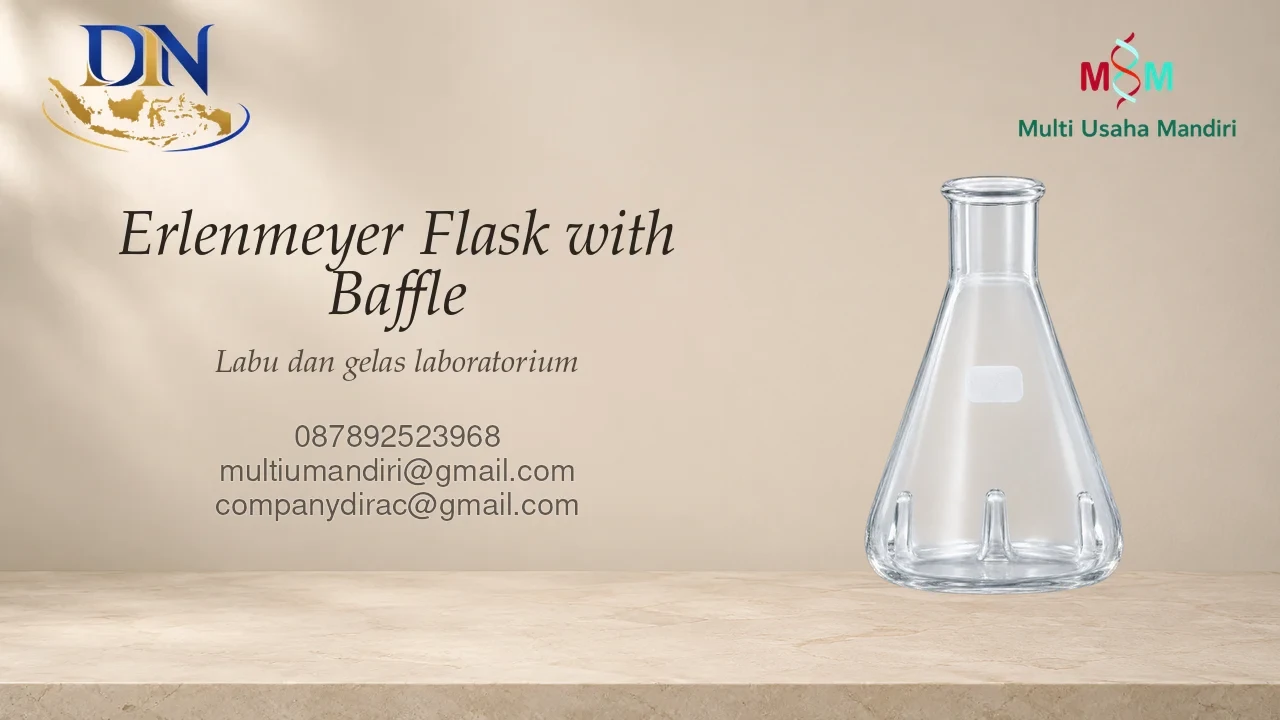 DIN
MSM
Multi Usaha Mandiri
Erlenmeyer Flask with
Baffle
Labu dan gelas laboratorium
087892523968
multiumandiri@gmail.com
companydirac@gmail.com